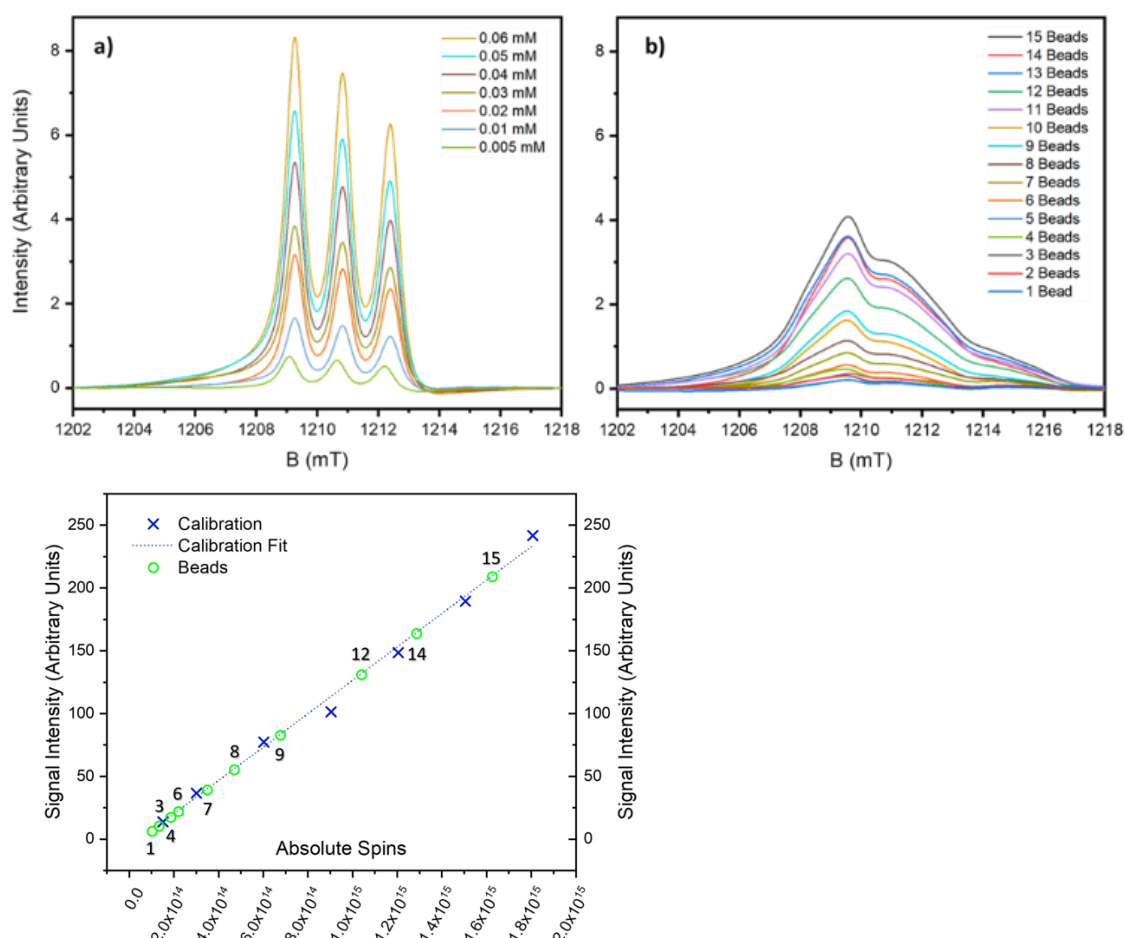 a)
0.06 mM
0.05 mM
0.04 mM
0.03 mM
0.02 mM
0.01 mM
0.005 mM
Intensity (Arbitrary Units)
8
6
4
2
0
1202 1204 1206 1208 1210 1212 1214 1216 1218
B (mT)
b)
15 Beads
14 Beads
13 Beads
12 Beads
11 Beads
10 Beads
9 Beads
8 Beads
7 Beads
6 Beads
5 Beads
4 Beads
3 Beads
2 Beads
1 Bead
8
6
4
2
0
1202 1204 1206 1208 1210 1212 1214 1216 1218
B (mT)
Signal Intensity (Arbitrary Units)
250
200
150
100
50
0
Calibration
Calibration Fit
Beads
15
12
14
8
9
6
3
7
4
1
Absolute Spins
250
200
150
100
50
0
Signal Intensity (Arbitrary Units)
0.0
2.0x10¹⁴
4.0x10¹⁴
6.0x10¹⁴
8.0x10¹⁴
1.0x10¹⁵
1.2x10¹⁵
1.4x10¹⁵
1.6x10¹⁵
1.8x10¹⁵
2.0x10¹⁵